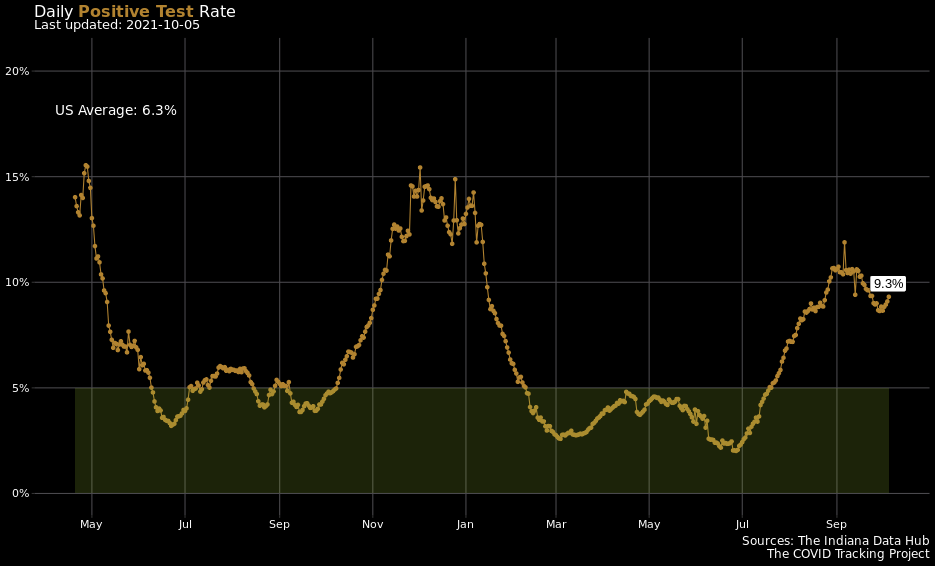 Daily Positive Test Rate
Last updated: 2021-10-05
20%
US Average: 6.3%
15%
10%
9.3%
5%
0%
May Jul Sep Nov Jan Mar May Jul Sep
Sources: The Indiana Data Hub
The COVID Tracking Project